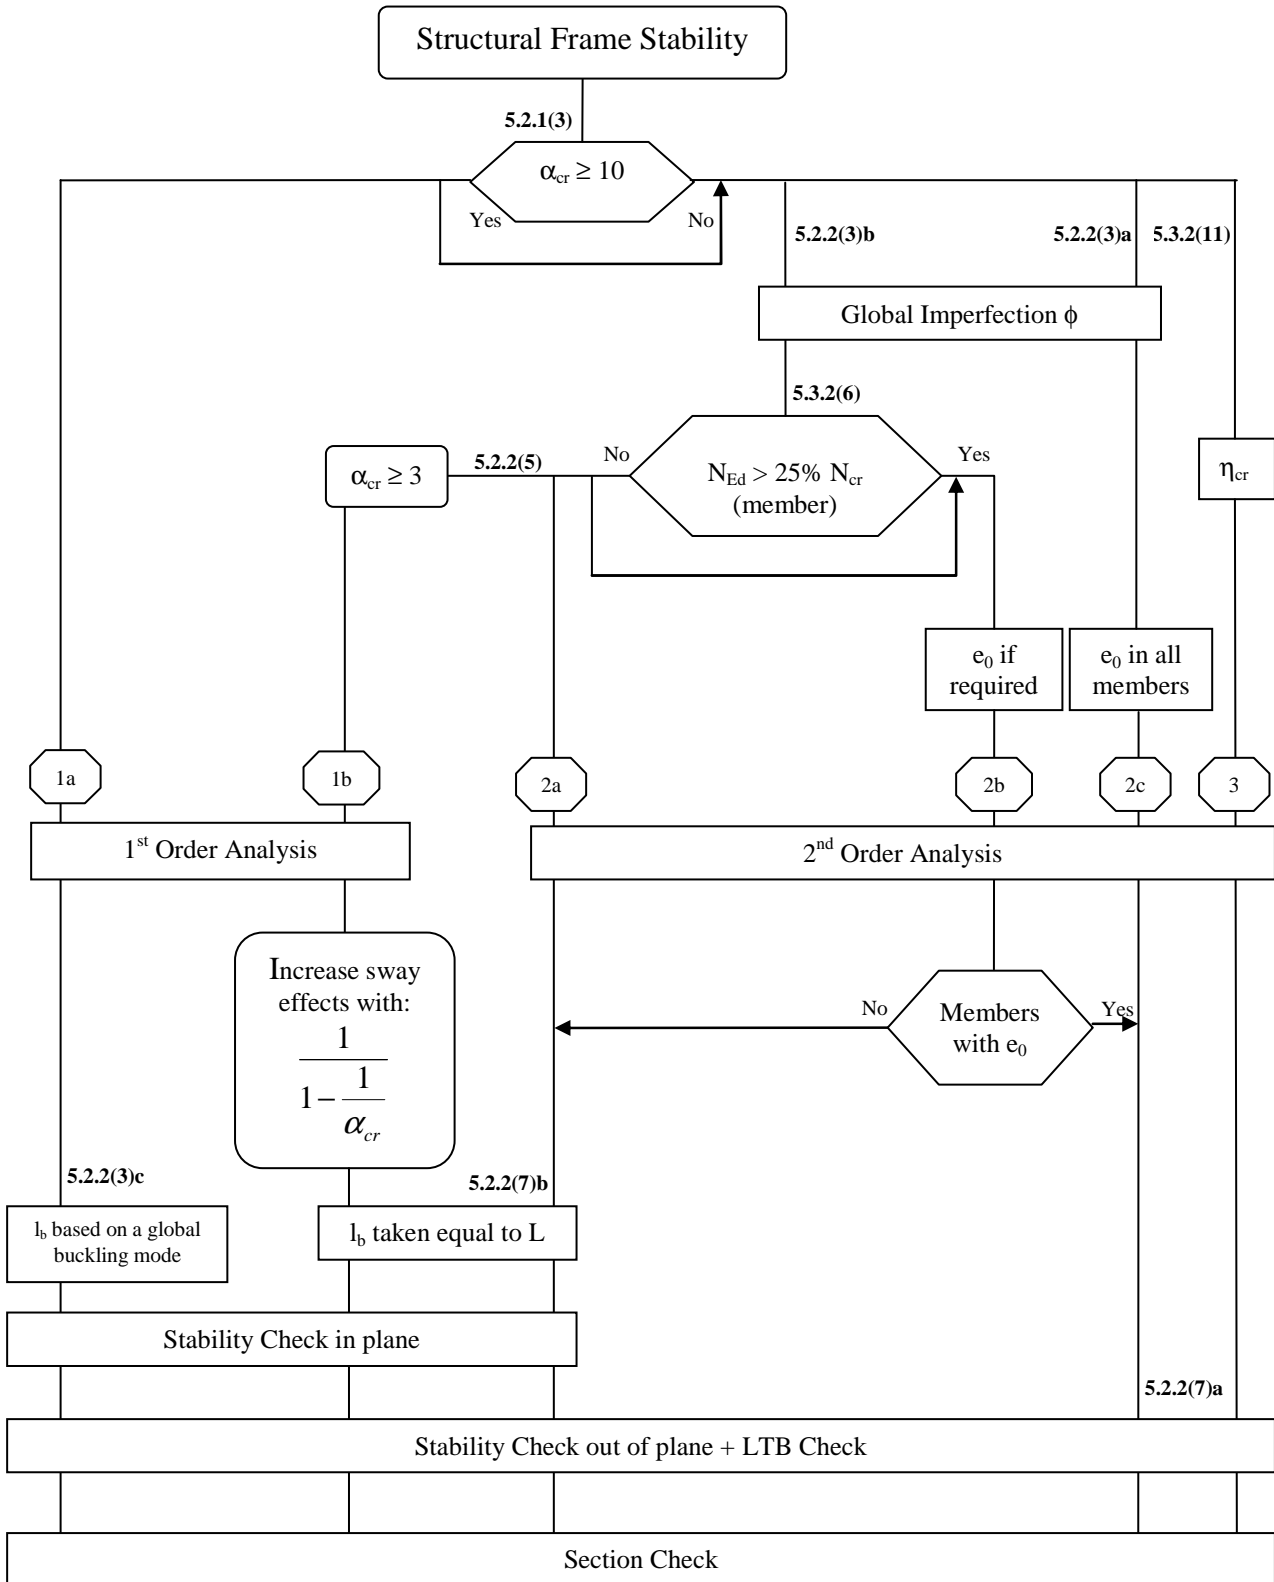 Structural Frame Stability
5.2.1(3)
αcr ≥ 10
Yes
No
5.2.2(3)b
5.2.2(3)a
5.3.2(11)
Global Imperfection ϕ
5.3.2(6)
αcr ≥ 3
5.2.2(5)
No
NEd > 25% Ncr
(member)
Yes
ηcr
e0 if
required
e0 in all
members
1a
1b
2a
2b
2c
3
1st Order Analysis
2nd Order Analysis
Increase sway
effects with:
1
1 − 1
αcr
No
Members
with e0
Yes
5.2.2(3)c
5.2.2(7)b
lb based on a global
buckling mode
lb taken equal to L
Stability Check in plane
5.2.2(7)a
Stability Check out of plane + LTB Check
Section Check